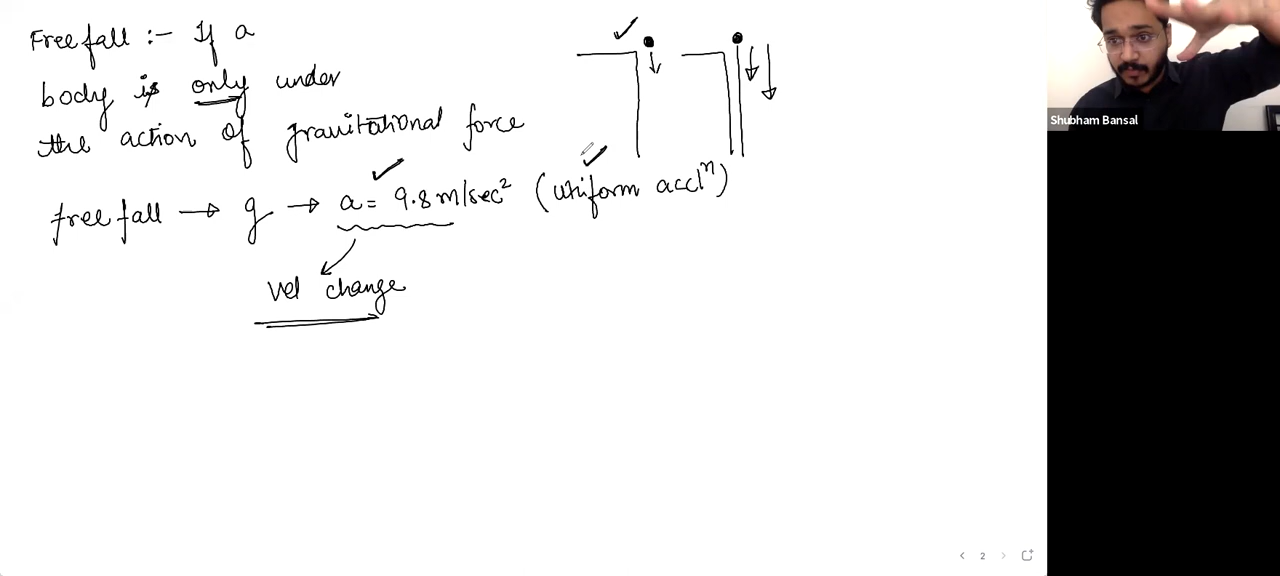 Free fall :- If a
body is only under
the action of gravitational force
free fall → g → a = 9.8 m/sec² (uniform acclⁿ)
vel change
Shubham Bansal
2